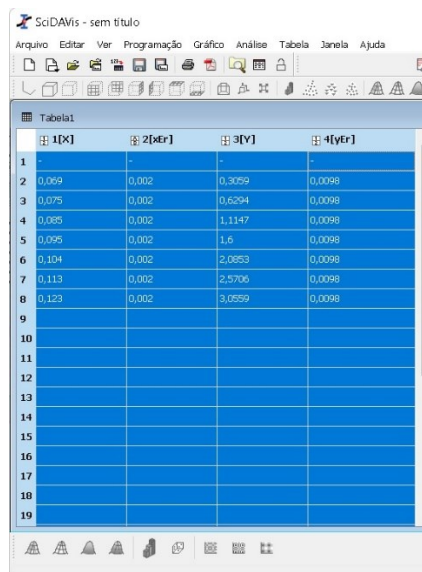 SciDAVis - sem título
Arquivo Editar Ver Programação Gráfico Análise Tabela Janela Ajuda
Tabela1
1[X] 2[xEr] 3[Y] 4[yEr]
1 - - - -
2 0,069 0,002 0,3059 0,0098
3 0,075 0,002 0,6294 0,0098
4 0,085 0,002 1,1147 0,0098
5 0,095 0,002 1,6 0,0098
6 0,104 0,002 2,0853 0,0098
7 0,113 0,002 2,5706 0,0098
8 0,123 0,002 3,0559 0,0098
9
10
11
12
13
14
15
16
17
18
19